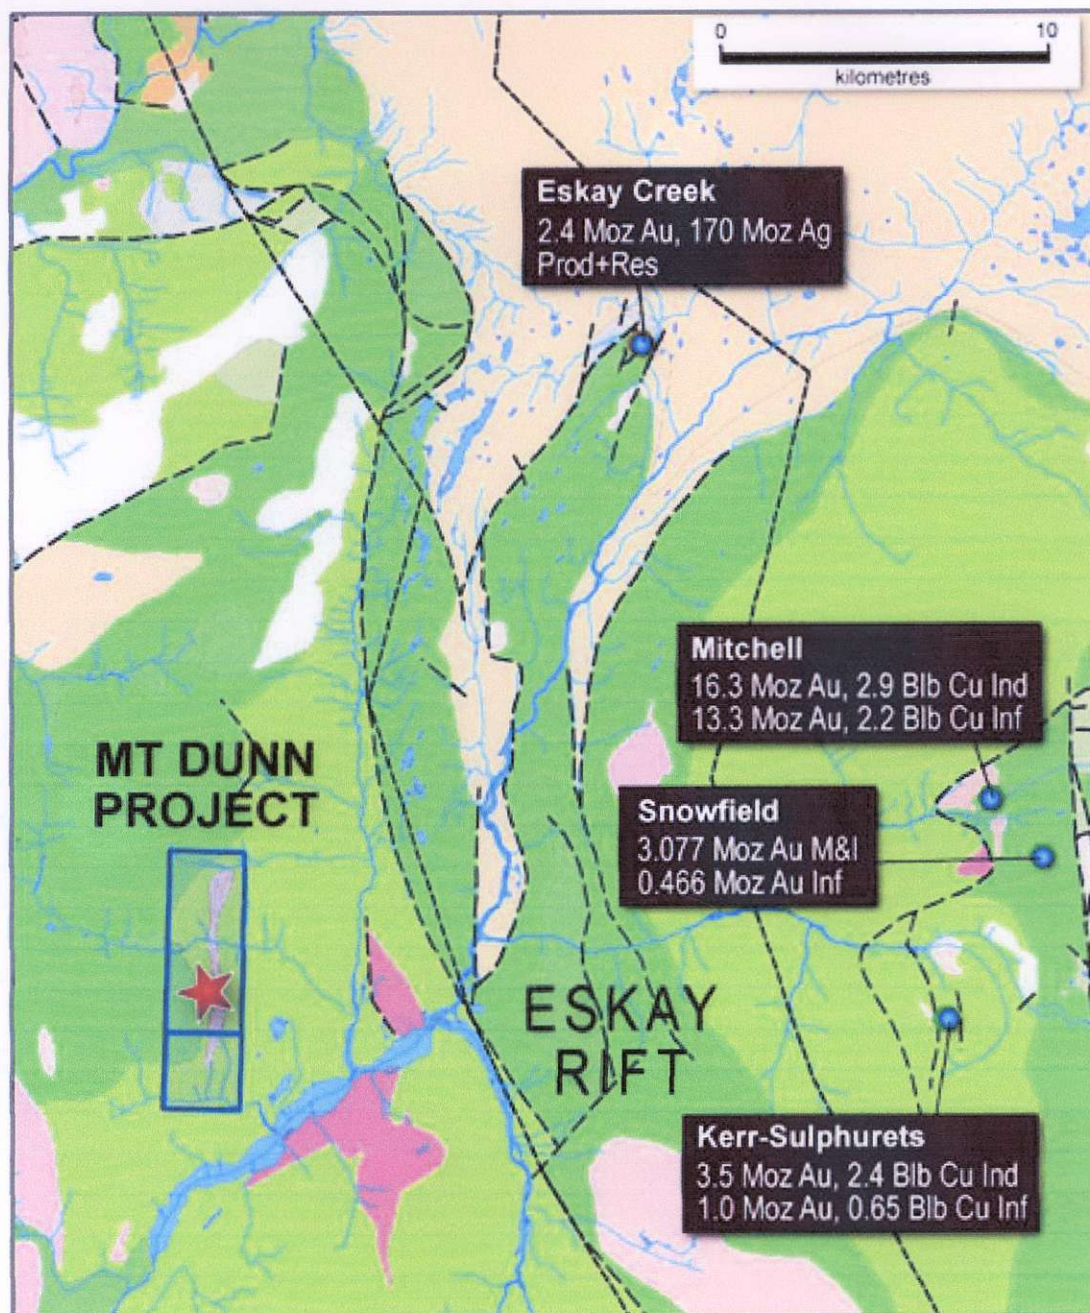 0 10
kilometres
Eskay Creek
2.4 Moz Au, 170 Moz Ag
Prod+Res
Mitchell
16.3 Moz Au, 2.9 Blb Cu Ind
13.3 Moz Au, 2.2 Blb Cu Inf
MT DUNN
PROJECT
Snowfield
3.077 Moz Au M&I
0.466 Moz Au Inf
ESKAY
RIFT
Kerr-Sulphurets
3.5 Moz Au, 2.4 Blb Cu Ind
1.0 Moz Au, 0.65 Blb Cu Inf